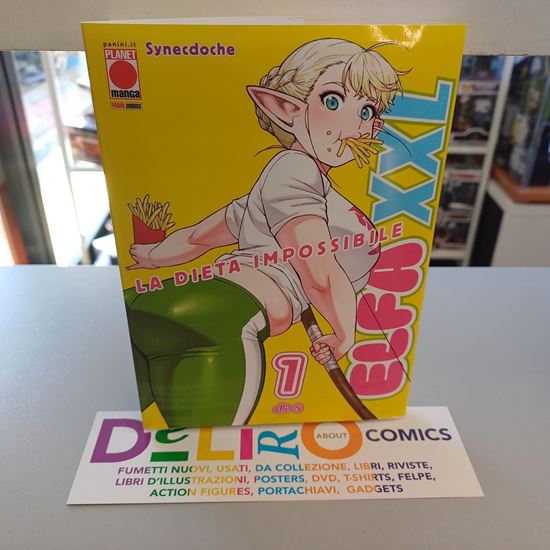 panini.it
PLANET
manga
PANINI COMICS
Synecdoche
ELFA XXL
LA DIETA IMPOSSIBILE
1
DELIRO ABOUT COMICS
FUMETTI NUOVI, USATI, DA COLLEZIONE, LIBRI, RIVISTE,
LIBRI D'ILLUSTRAZIONI, POSTERS, DVD, T-SHIRTS, FELPE,
ACTION FIGURES, PORTACHIAVI, GADGETS